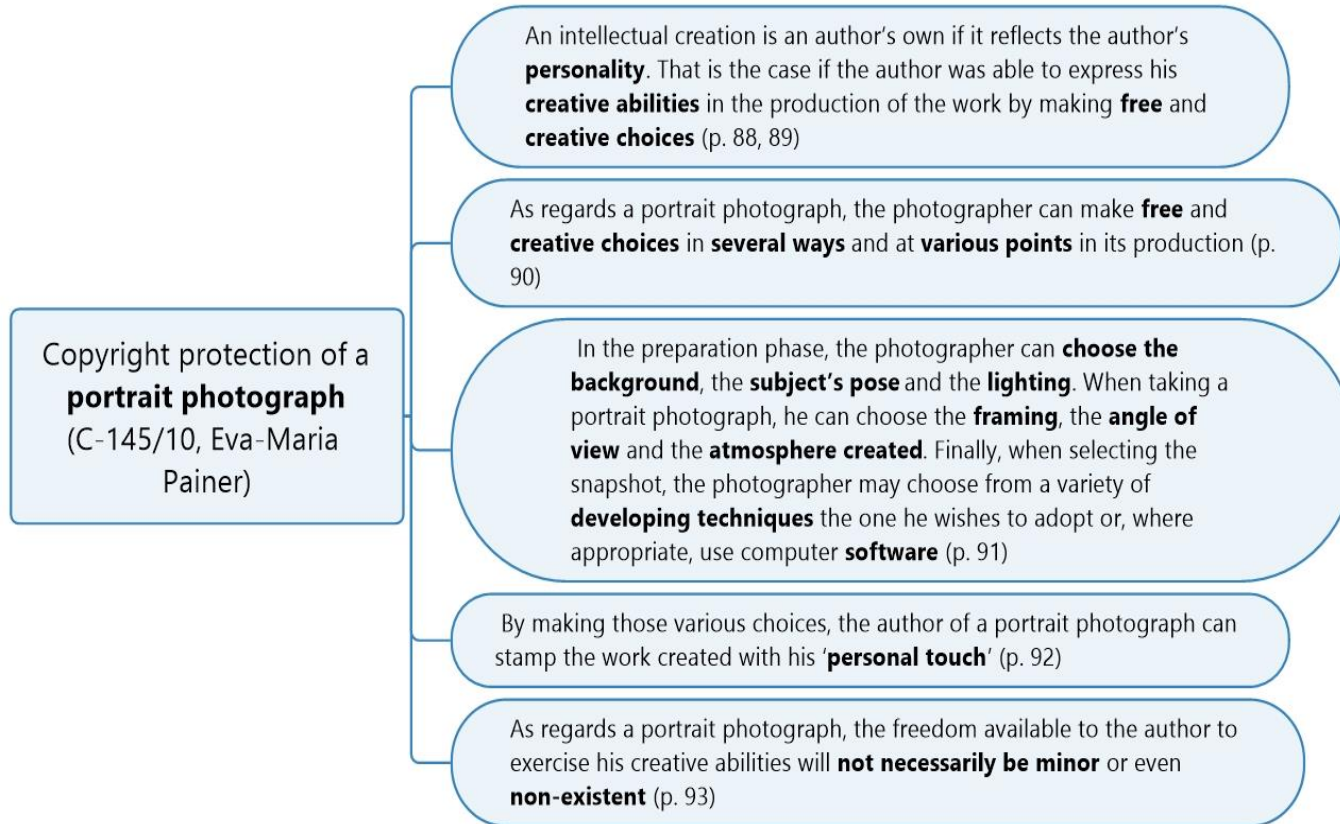 Copyright protection of a
portrait photograph
(C-145/10, Eva-Maria
Painer)
An intellectual creation is an author’s own if it reflects the author’s
personality. That is the case if the author was able to express his
creative abilities in the production of the work by making free and
creative choices (p. 88, 89)
As regards a portrait photograph, the photographer can make free and
creative choices in several ways and at various points in its production (p.
90)
In the preparation phase, the photographer can choose the
background, the subject’s pose and the lighting. When taking a
portrait photograph, he can choose the framing, the angle of
view and the atmosphere created. Finally, when selecting the
snapshot, the photographer may choose from a variety of
developing techniques the one he wishes to adopt or, where
appropriate, use computer software (p. 91)
By making those various choices, the author of a portrait photograph can
stamp the work created with his ‘personal touch’ (p. 92)
As regards a portrait photograph, the freedom available to the author to
exercise his creative abilities will not necessarily be minor or even
non-existent (p. 93)